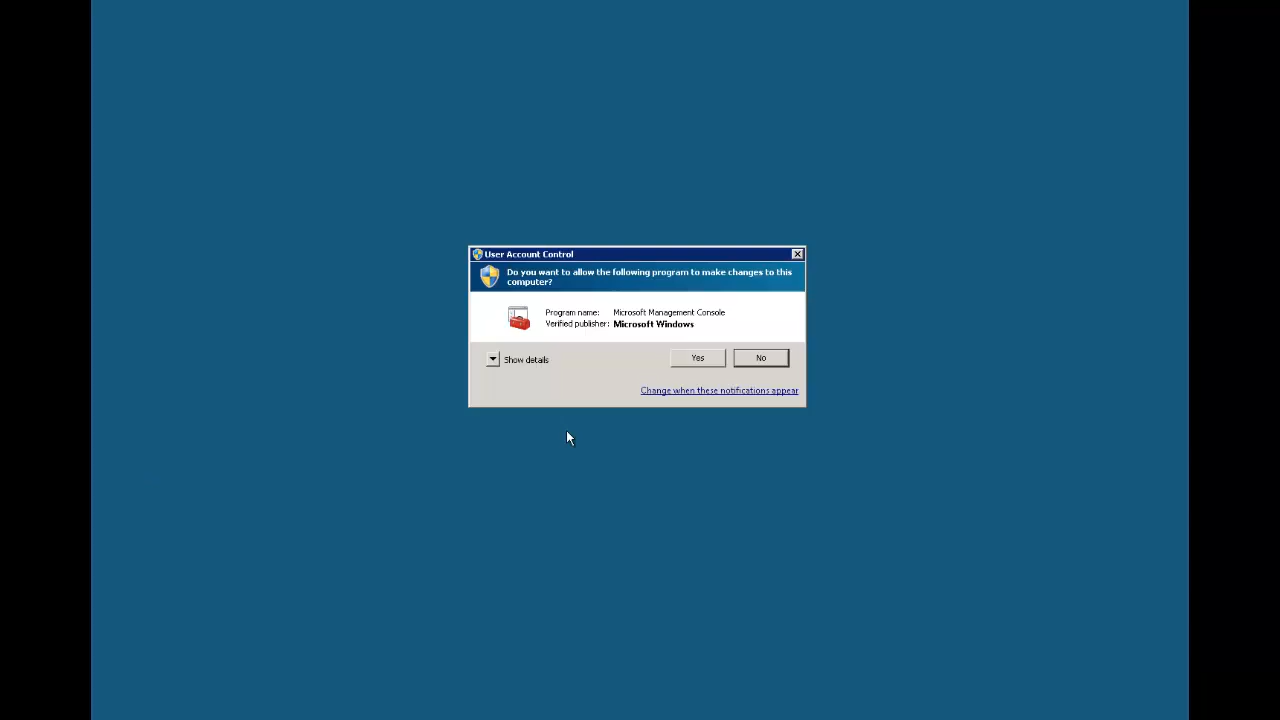 User Account Control
Do you want to allow the following program to make changes to this
computer?
Program name: Microsoft Management Console
Verified publisher: Microsoft Windows
Show details
Yes
No
Change when these notifications appear